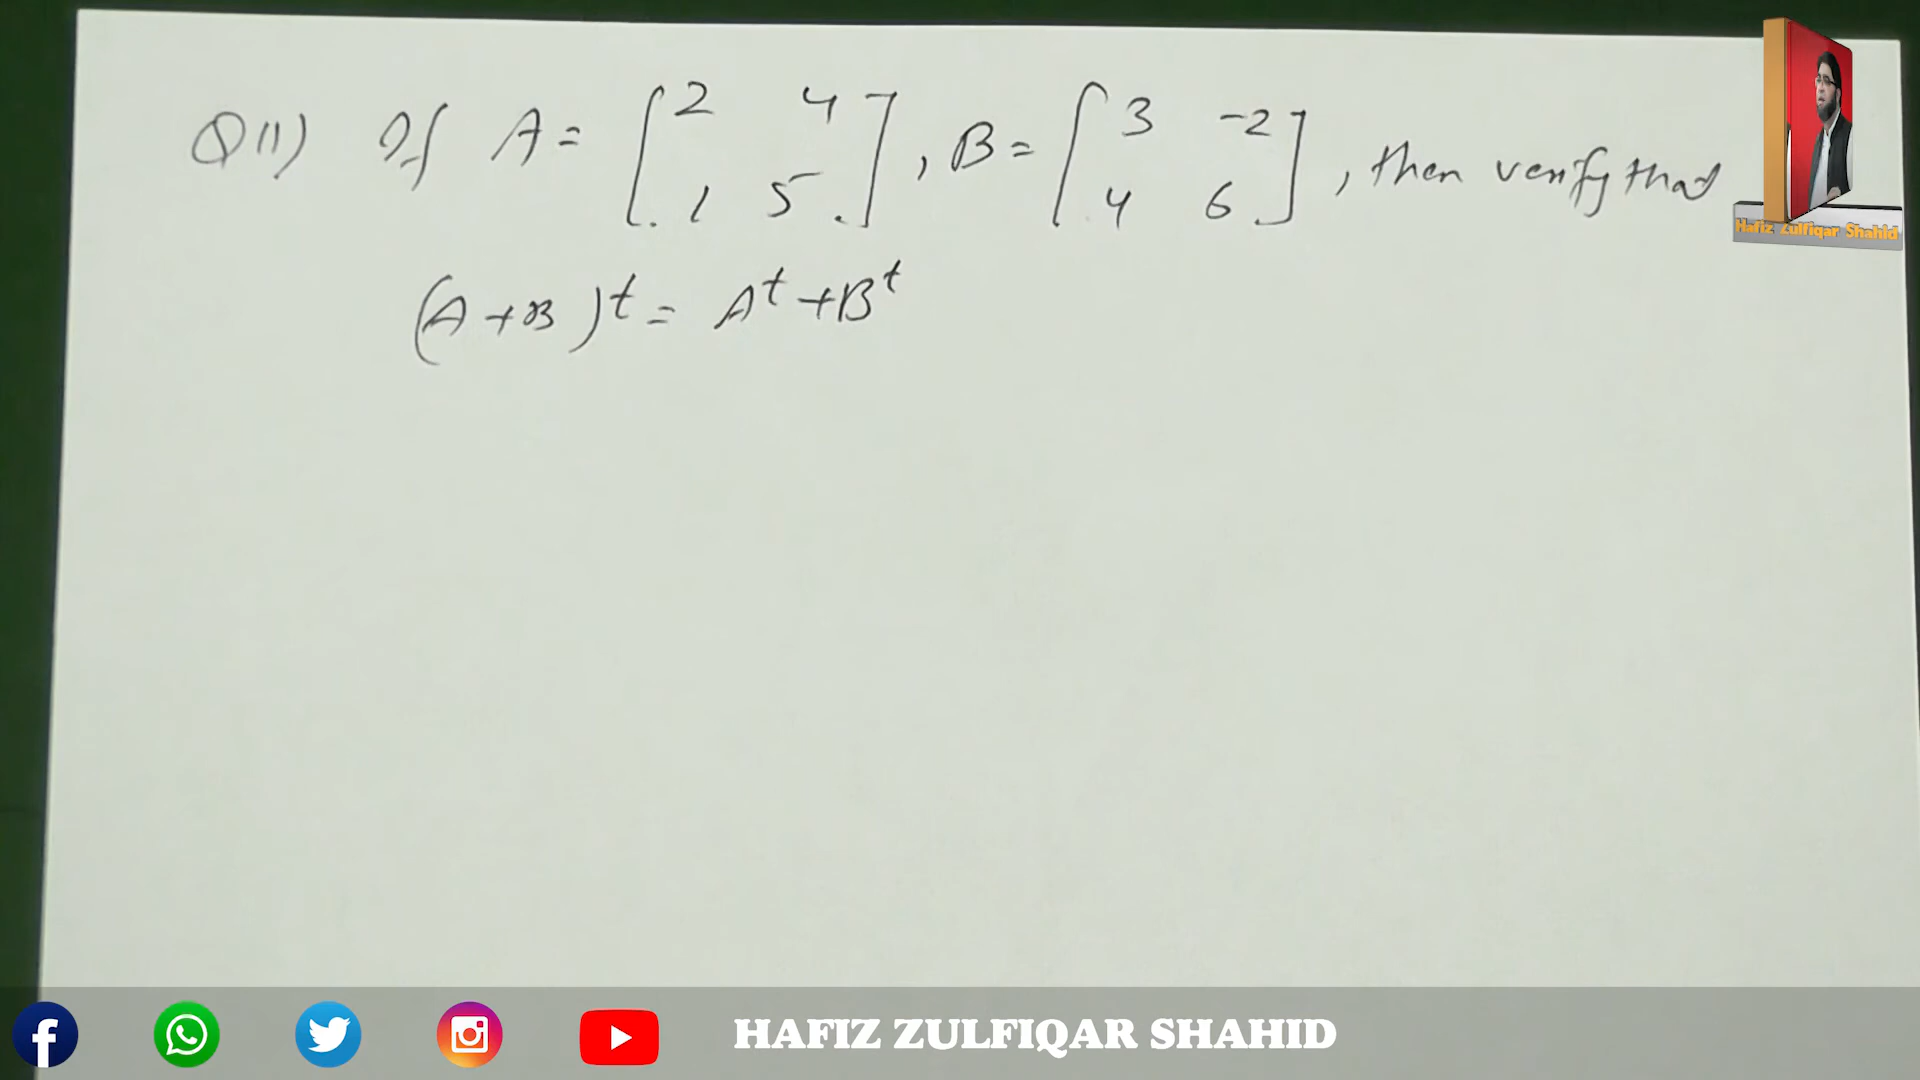 Q11) If A = [2 4 1 5], B = [3 -2 4 6], then verify that
(A+B)^t = A^t + B^t
Hafiz Zulfiqar Shahid
HAFIZ ZULFIQAR SHAHID